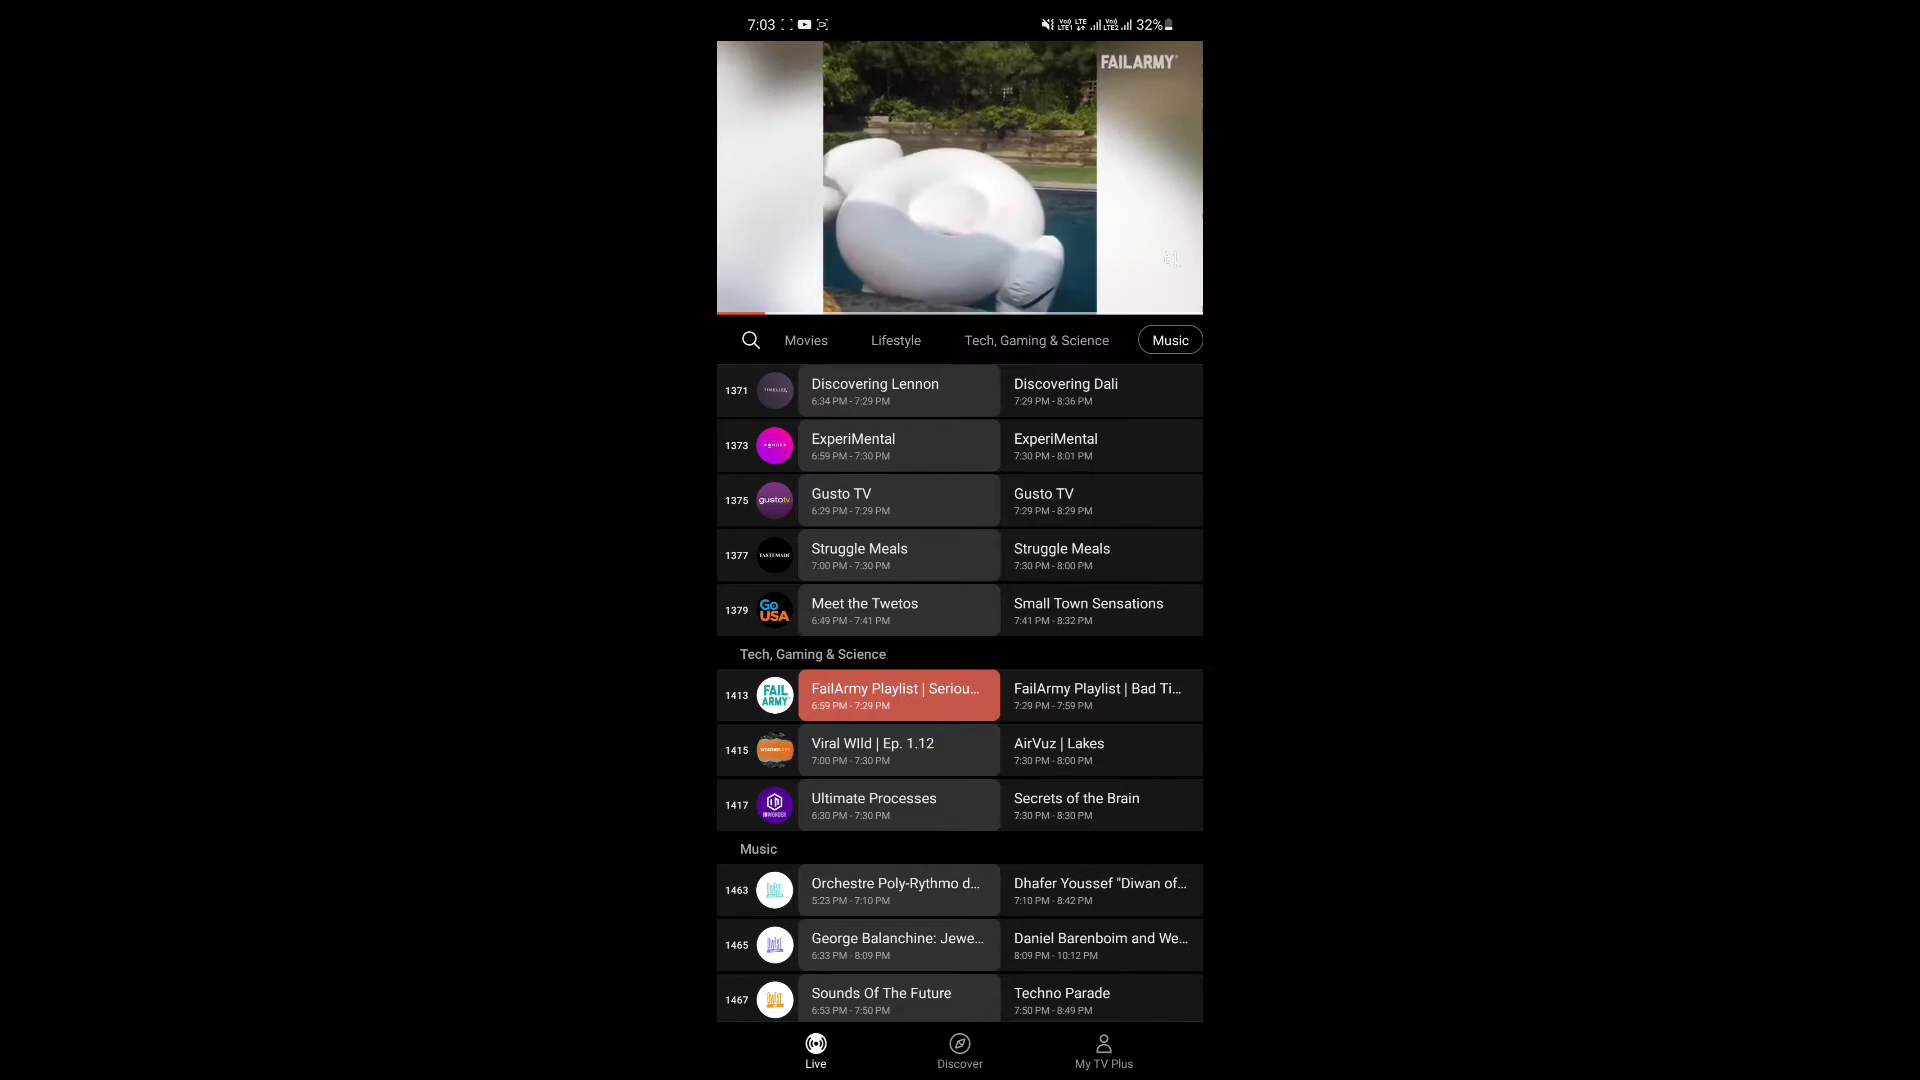 7:03
VoI) LTE VoI)
LTE1 LTE2 32%
FAILARMY
Movies Lifestyle Tech, Gaming & Science Music
1371 TIMELINE Discovering Lennon Discovering Dali
6:34 PM - 7:29 PM 7:29 PM - 8:36 PM
1373 WONDER ExperiMental ExperiMental
6:59 PM - 7:30 PM 7:30 PM - 8:01 PM
1375 gustotv Gusto TV Gusto TV
6:29 PM - 7:29 PM 7:29 PM - 8:29 PM
1377 TASTEMADE Struggle Meals Struggle Meals
7:00 PM - 7:30 PM 7:30 PM - 8:00 PM
1379 Go USA Meet the Twetos Small Town Sensations
6:49 PM - 7:41 PM 7:41 PM - 8:32 PM
Tech, Gaming & Science
1413 FAIL ARMY FailArmy Playlist | Seriou... FailArmy Playlist | Bad Ti...
6:59 PM - 7:29 PM 7:29 PM - 7:59 PM
1415 Viral WIld | Ep. 1.12 AirVuz | Lakes
7:00 PM - 7:30 PM 7:30 PM - 8:00 PM
1417 INWONDER Ultimate Processes Secrets of the Brain
6:30 PM - 7:30 PM 7:30 PM - 8:30 PM
Music
1463 Orchestre Poly-Rythmo d... Dhafer Youssef "Diwan of...
5:23 PM - 7:10 PM 7:10 PM - 8:42 PM
1465 George Balanchine: Jewe... Daniel Barenboim and We...
6:33 PM - 8:09 PM 8:09 PM - 10:12 PM
1467 Sounds Of The Future Techno Parade
6:53 PM - 7:50 PM 7:50 PM - 8:49 PM
Live Discover My TV Plus